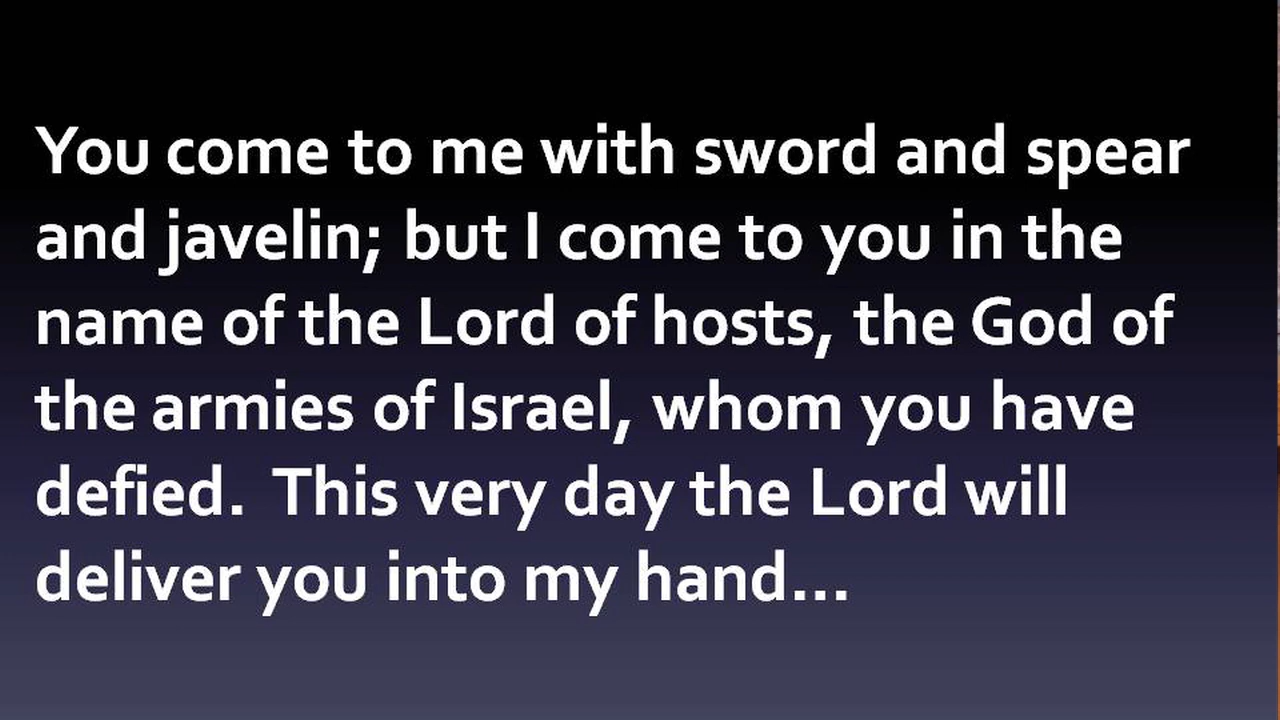 You come to me with sword and spear
and javelin; but I come to you in the
name of the Lord of hosts, the God of
the armies of Israel, whom you have
defied.  This very day the Lord will
deliver you into my hand...